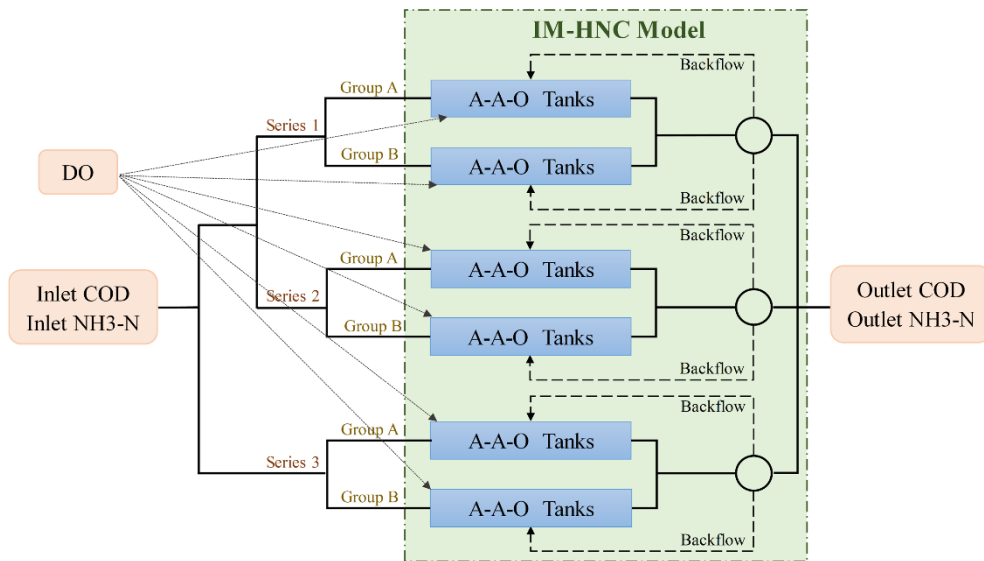 IM-HNC Model
Backflow
Group A
A-A-O Tanks
Series 1
Group B
A-A-O Tanks
Backflow
DO
Backflow
Group A
A-A-O Tanks
Inlet COD
Inlet NH3-N
Series 2
Outlet COD
Outlet NH3-N
Group B
A-A-O Tanks
Backflow
Backflow
Group A
A-A-O Tanks
Series 3
Group B
A-A-O Tanks
Backflow